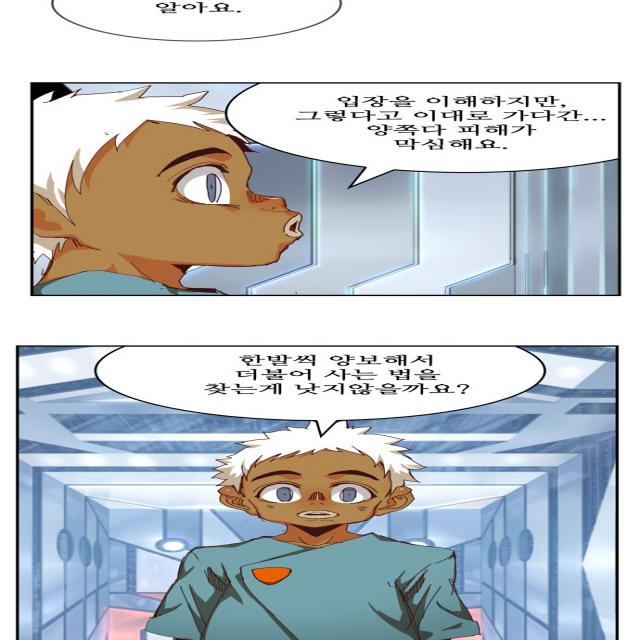 알아요.
입장을 이해하지만,
그렇다고 이대로 가다간...
양쪽다 피해가
막심해요.
한발씩 양보해서
더불어 사는 법을
찾는게 낫지않을까요?